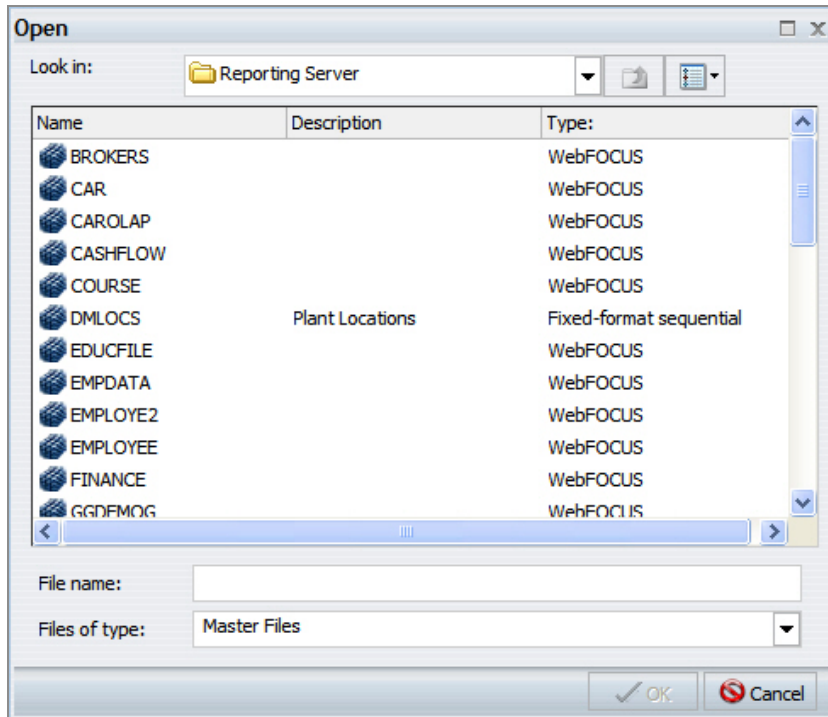 Open
Look in: Reporting Server
Name Description Type:
BROKERS WebFOCUS
CAR WebFOCUS
CAROLAP WebFOCUS
CASHFLOW WebFOCUS
COURSE WebFOCUS
DMLOCS Plant Locations Fixed-format sequential
EDUCFILE WebFOCUS
EMPDATA WebFOCUS
EMPLOYE2 WebFOCUS
EMPLOYEE WebFOCUS
FINANCE WebFOCUS
GGDEMOG WebFOCUS
File name:
Files of type: Master Files
OK Cancel